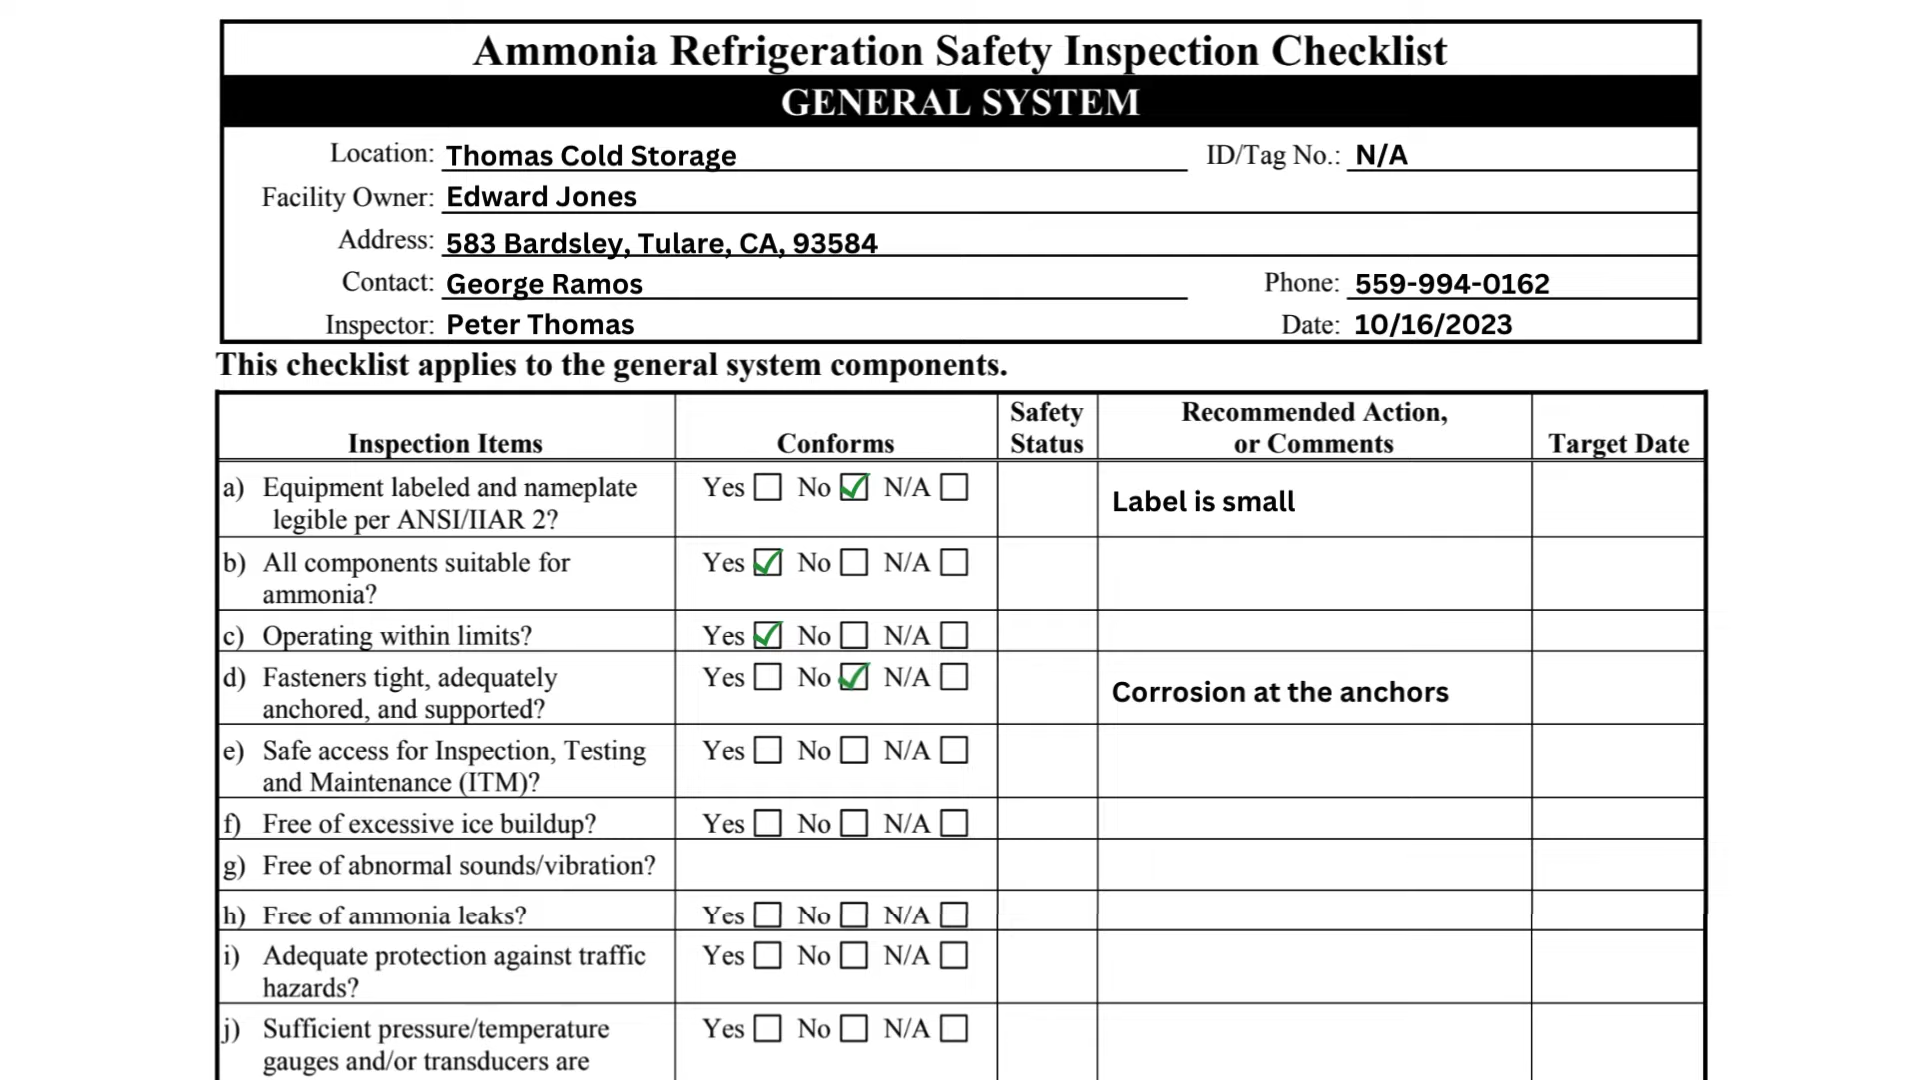 Ammonia Refrigeration Safety Inspection Checklist
GENERAL SYSTEM
Location: Thomas Cold Storage ID/Tag No.: N/A
Facility Owner: Edward Jones
Address: 583 Bardsley, Tulare, CA, 93584
Contact: George Ramos Phone: 559-994-0162
Inspector: Peter Thomas Date: 10/16/2023
This checklist applies to the general system components.
Inspection Items Conforms Safety Status Recommended Action, or Comments Target Date
a) Equipment labeled and nameplate Yes No N/A Label is small
legible per ANSI/IIAR 2?
b) All components suitable for Yes No N/A
ammonia?
c) Operating within limits? Yes No N/A
d) Fasteners tight, adequately Yes No N/A Corrosion at the anchors
anchored, and supported?
e) Safe access for Inspection, Testing Yes No N/A
and Maintenance (ITM)?
f) Free of excessive ice buildup? Yes No N/A
g) Free of abnormal sounds/vibration?
h) Free of ammonia leaks? Yes No N/A
i) Adequate protection against traffic Yes No N/A
hazards?
j) Sufficient pressure/temperature Yes No N/A
gauges and/or transducers are